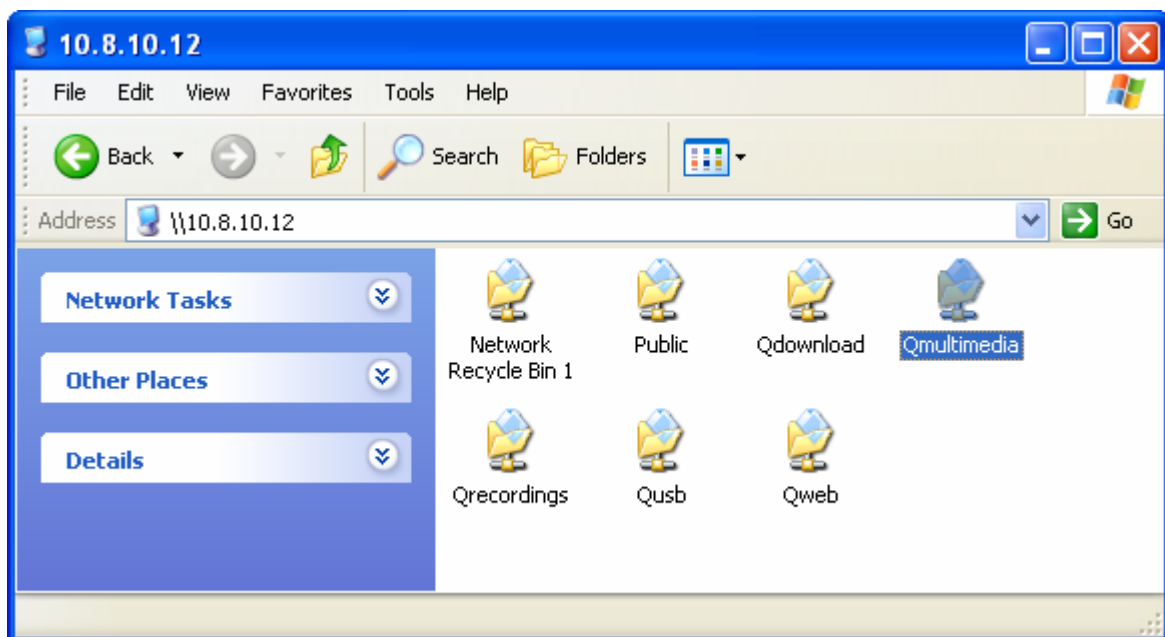 10.8.10.12
File Edit View Favorites Tools Help
Back Search Folders
Address \\10.8.10.12 Go
Network Tasks
Other Places
Details
Network
Recycle Bin 1
Public
Qdownload
Qmultimedia
Qrecordings
Qusb
Qweb